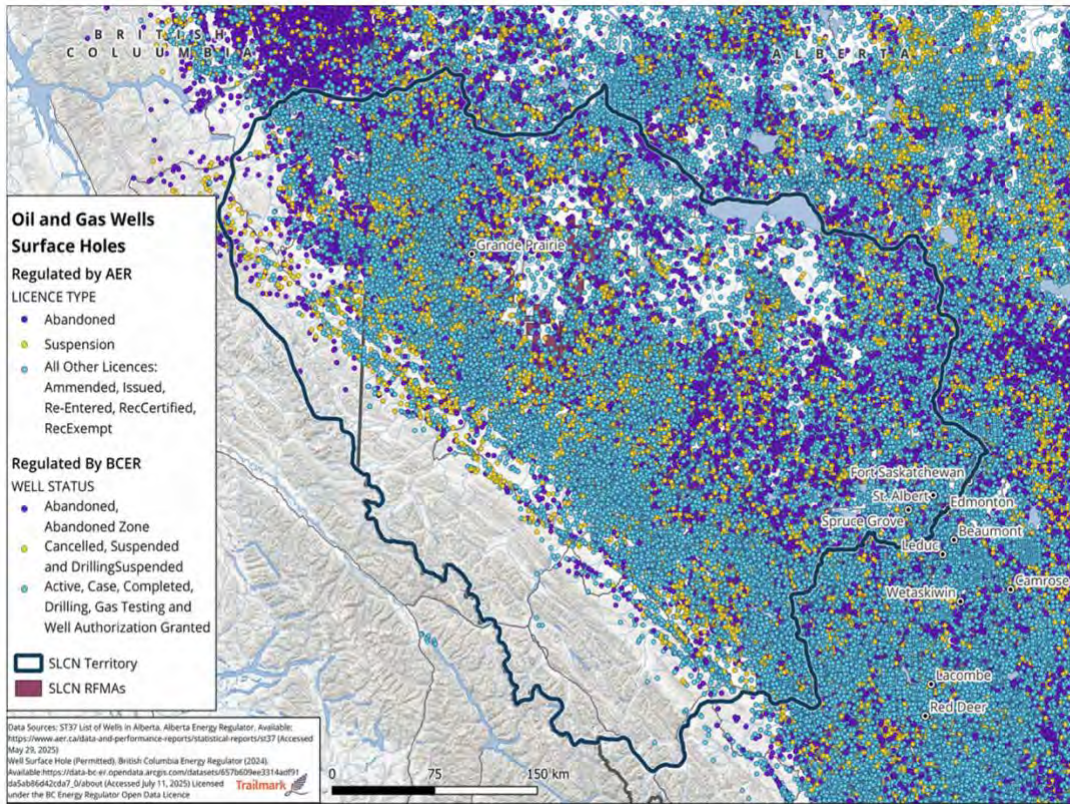 BRITISH
COLUMBIA
ALBERTA
Oil and Gas Wells
Surface Holes
Regulated by AER
LICENCE TYPE
Abandoned
Suspension
All Other Licences:
Ammended, Issued,
Re-Entered, RecCertified,
RecExempt
Regulated By BCER
WELL STATUS
Abandoned,
Abandoned Zone
Cancelled, Suspended
and DrillingSuspended
Active, Case, Completed,
Drilling, Gas Testing and
Well Authorization Granted
SLCN Territory
SLCN RFMAs
Grande Prairie
Fort Saskatchewan
St. Albert
Edmonton
Spruce Grove
Beaumont
Leduc
Camrose
Wetaskiwin
Lacombe
Red Deer
Data Sources: ST37 List of Wells in Alberta. Alberta Energy Regulator. Available:
https://www.aer.ca/data-and-performance-reports/statistical-reports/st37 (Accessed
May 29, 2025)
Well Surface Hole (Permitted). British Columbia Energy Regulator (2024).
Available:https://data-bc-er.opendata.arcgis.com/datasets/657b609ee3314adf91
da5ab86d42cda7_0/about (Accessed July 11, 2025) Licensed
under the BC Energy Regulator Open Data Licence
Trailmark
0 75 150 km